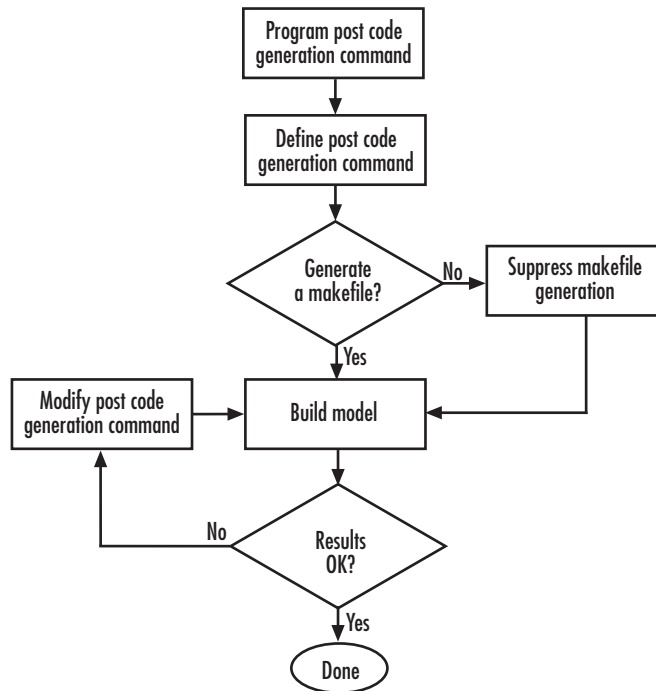 Program post code
generation command
Define post code
generation command
Generate
a makefile?
No
Suppress makefile
generation
Yes
Modify post code
generation command
Build model
No
Results
OK?
Yes
Done